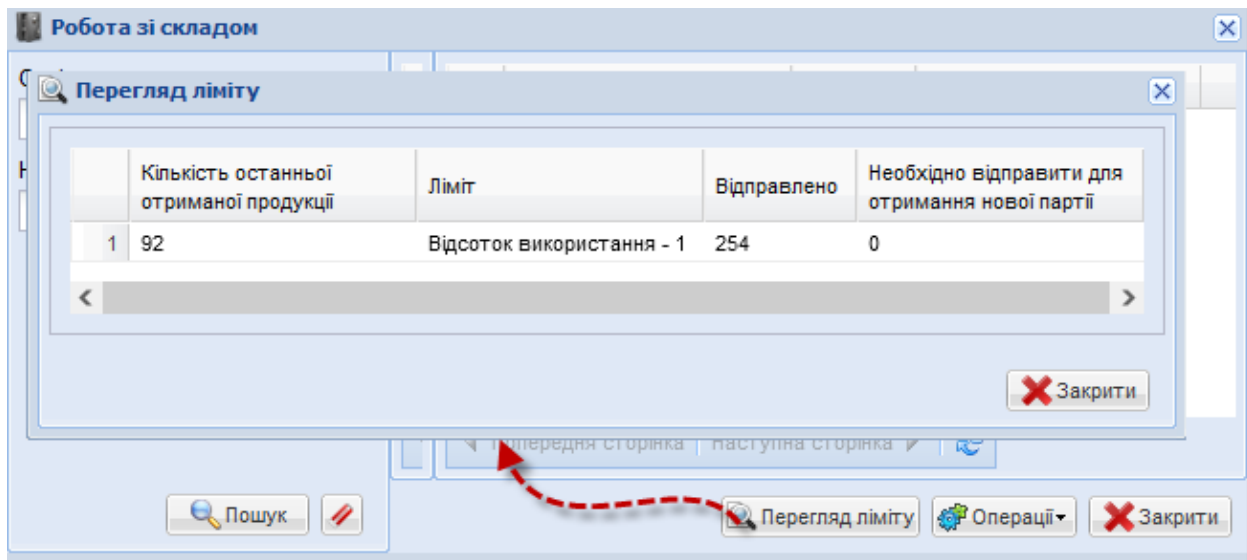 Робота зі складом
Перегляд ліміту
Кількість останньої
отриманої продукції
Ліміт
Відправлено
Необхідно відправити для
отримання нової партії
1 92 Відсоток використання - 1 254 0
Закрити
Попередня сторінка Наступна сторінка
Пошук
Перегляд ліміту
Операції
Закрити